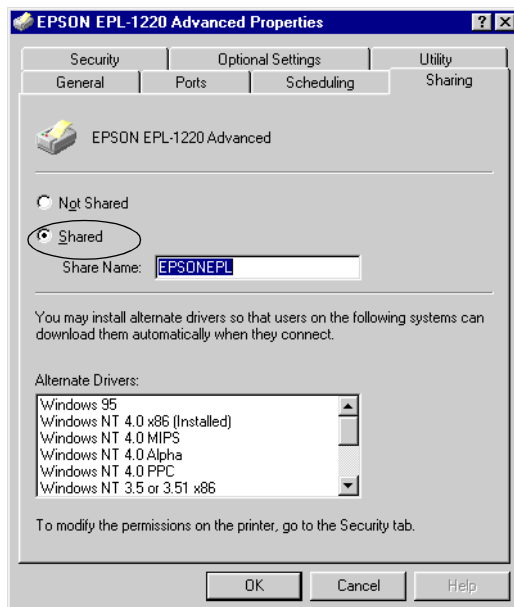 EPSON EPL-1220 Advanced Properties
Security Optional Settings Utility
General Ports Scheduling Sharing
EPSON EPL-1220 Advanced
Not Shared
Shared
Share Name: EPSONEPL
You may install alternate drivers so that users on the following systems can
download them automatically when they connect.
Alternate Drivers:
Windows 95
Windows NT 4.0 x86 (Installed)
Windows NT 4.0 MIPS
Windows NT 4.0 Alpha
Windows NT 4.0 PPC
Windows NT 3.5 or 3.51 x86
To modify the permissions on the printer, go to the Security tab.
OK Cancel Help